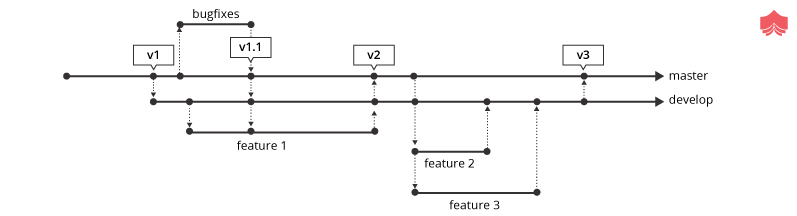 bugfixes
v1
v1.1
v2
v3
master
develop
feature 1
feature 2
feature 3